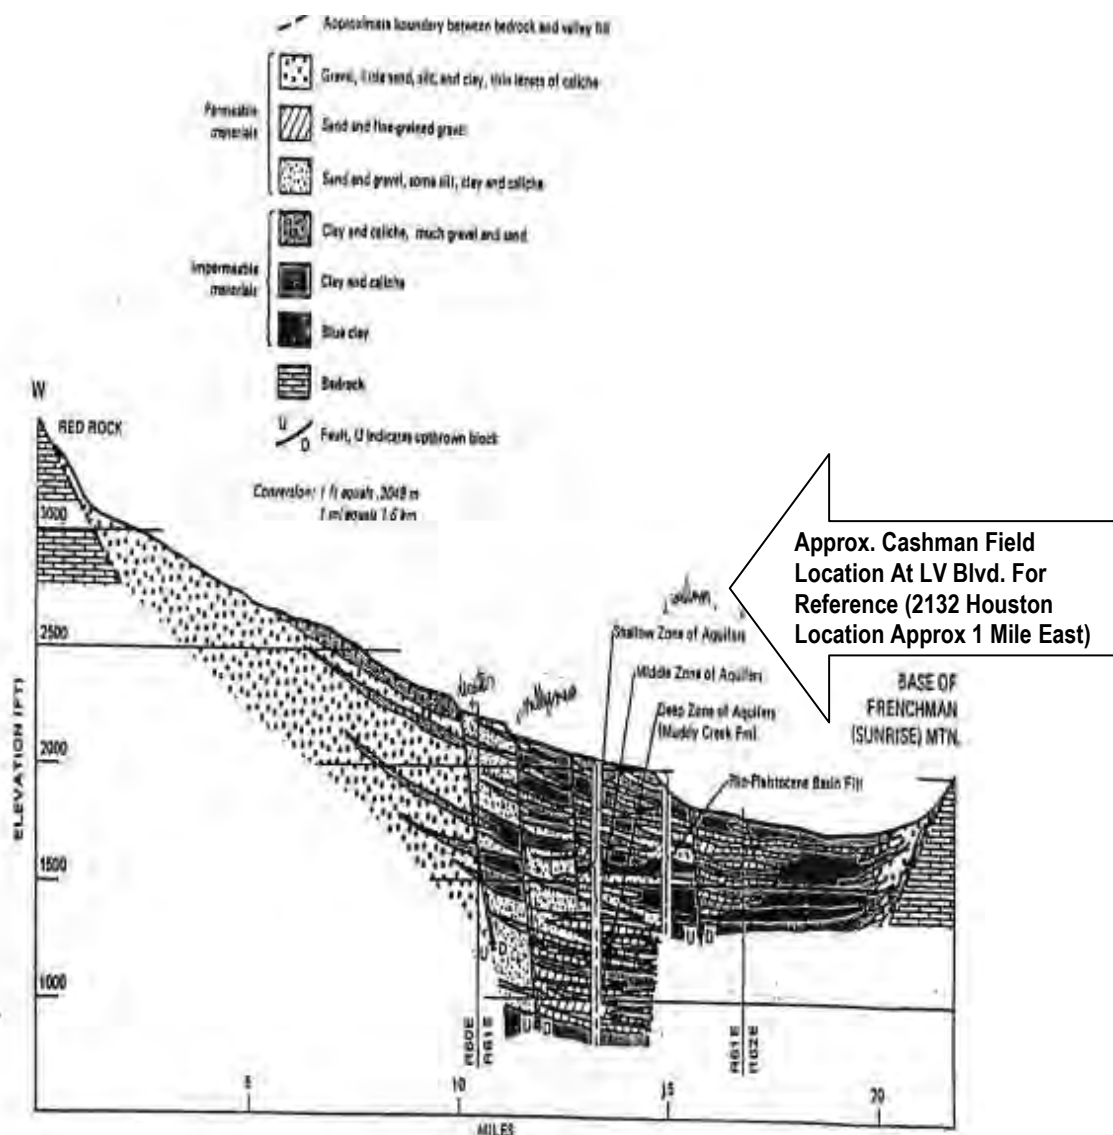 Approximate boundary between bedrock and valley fill
Gravel, little sand, silt, and clay, thin lenses of caliche
Permeable
materials
Sand and fine-grained gravel
Sand and gravel, some silt, clay and caliche
Clay and caliche, much gravel and sand
Impermeable
materials
Clay and caliche
Blue clay
Bedrock
U
D
Fault, U indicates upthrown block
Conversion: 1 ft equals .3048 m
1 mi equals 1.6 km
W
RED ROCK
Approx. Cashman Field
Location At LV Blvd. For
Reference (2132 Houston
Location Approx 1 Mile East)
Shallow Zone of Aquifers
Middle Zone of Aquifers
Deep Zone of Aquifers
(Muddy Creek Fm).
Plio-Pleistocene Basin Fill
BASE OF
FRENCHMAN
(SUNRISE) MTN.
ELEVATION (FT)
3000
2500
2000
1500
1000
U D
U D
U D
R60E
R61E
R61E
R62E
5
10
15
20
MILES